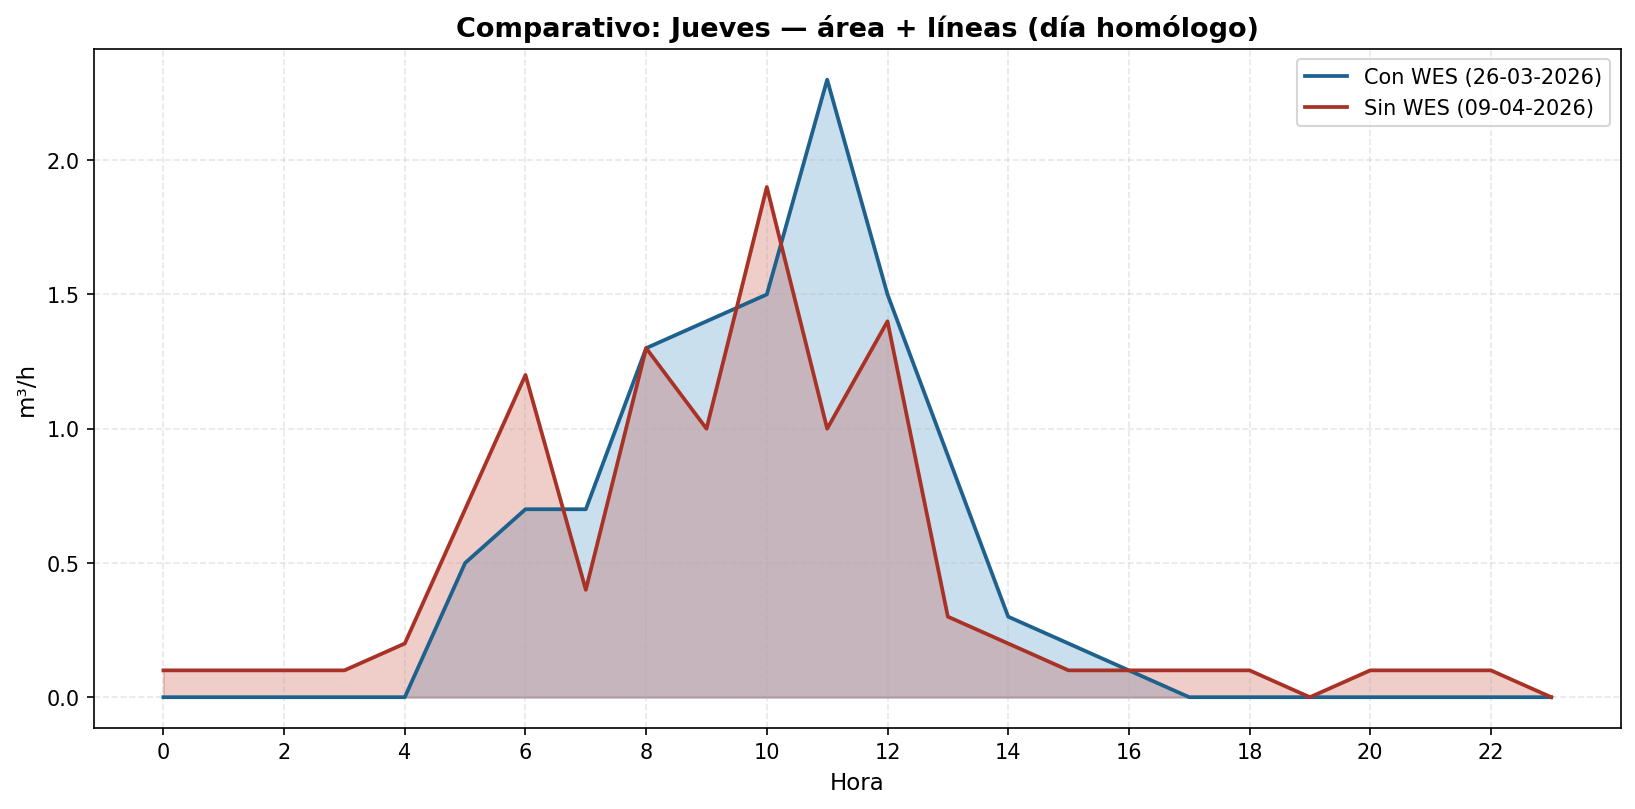 Comparativo: Jueves — área + líneas (día homólogo)
Con WES (26-03-2026)
Sin WES (09-04-2026)
m³/h
2.0
1.5
1.0
0.5
0.0
0 2 4 6 8 10 12 14 16 18 20 22
Hora